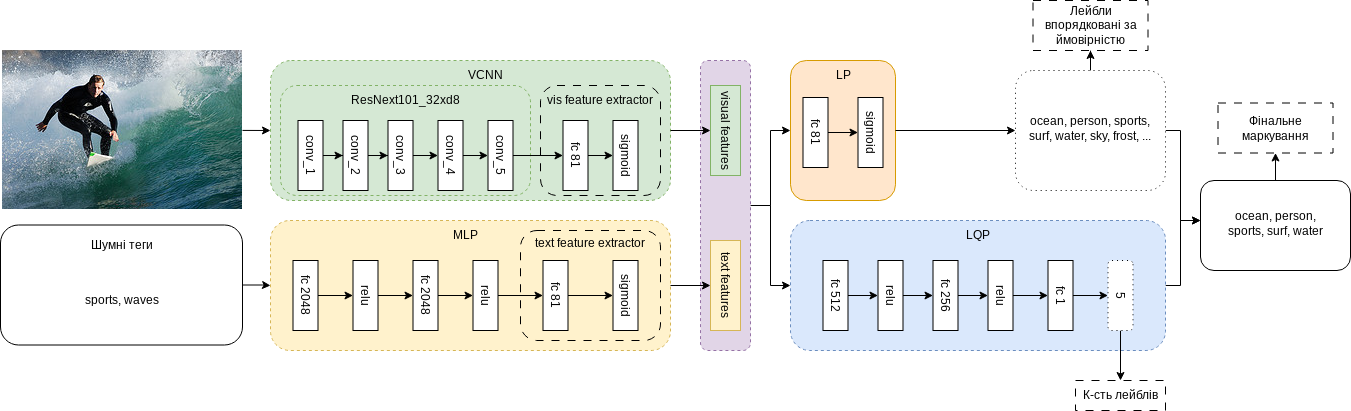 Лейбли
впорядковані за
ймовірністю
VCNN
ResNext101_32xd8
vis feature extractor
conv_1
conv_2
conv_3
conv_4
conv_5
fc 81
sigmoid
visual features
LP
fc 81
sigmoid
ocean, person, sports,
surf, water, sky, frost, ...
Фінальне
маркування
ocean, person,
sports, surf, water
Шумні теги
sports, waves
MLP
text feature extractor
fc 2048
relu
fc 2048
relu
fc 81
sigmoid
text features
LQP
fc 512
relu
fc 256
relu
fc 1
5
К-сть лейблів